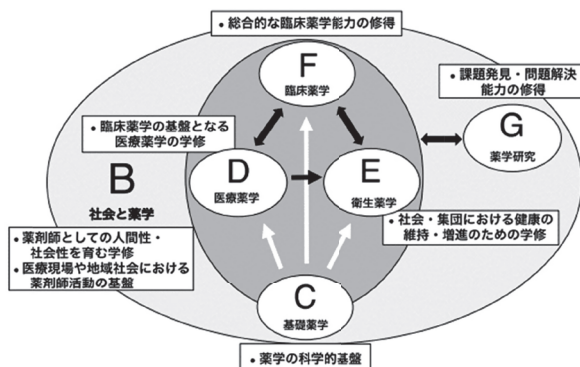 • 総合的な臨床薬学能力の修得
F
臨床薬学
• 課題発見・問題解決
能力の修得
G
薬学研究
• 臨床薬学の基盤となる
医療薬学の学修
D
医療薬学
E
衛生薬学
B
社会と薬学
• 社会・集団における健康の
維持・増進のための学修
• 薬剤師としての人間性・
社会性を育む学修
• 医療現場や地域社会における
薬剤師活動の基盤
C
基礎薬学
• 薬学の科学的基盤